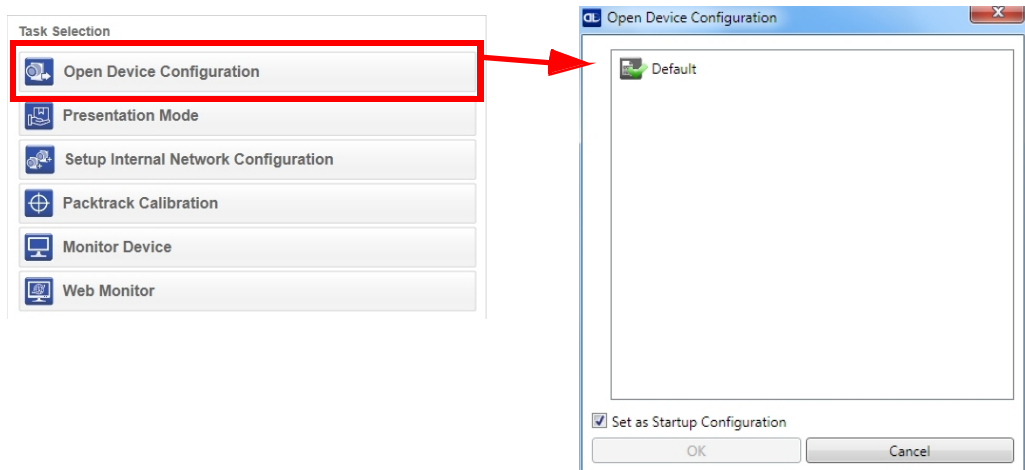 Task Selection
Open Device Configuration
Presentation Mode
Setup Internal Network Configuration
Packtrack Calibration
Monitor Device
Web Monitor
DL Open Device Configuration
Default
Set as Startup Configuration
OK Cancel